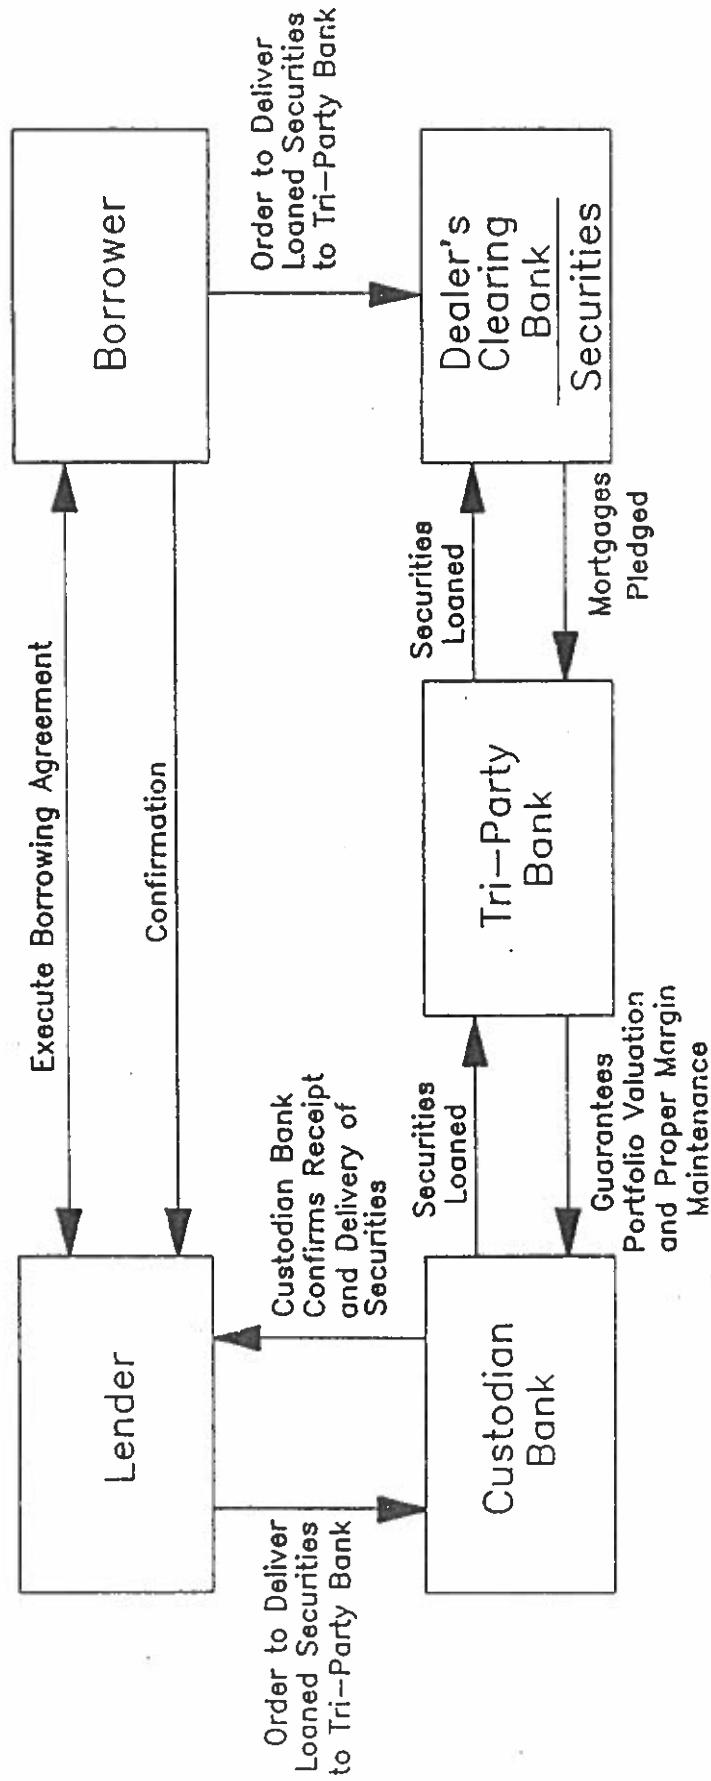 Execute Borrowing Agreement
Lender
Borrower
Confirmation
Order to Deliver
Loaned Securities
to Tri-Party Bank
Custodian Bank
Confirms Receipt
and Delivery of
Securities
Order to Deliver
Loaned Securities
to Tri-Party Bank
Securities
Loaned
Securities
Loaned
Custodian
Bank
Tri-Party
Bank
Dealer's
Clearing
Bank
Securities
Guarantees
Portfolio Valuation
and Proper Margin
Maintenance
Mortgages
Pledged